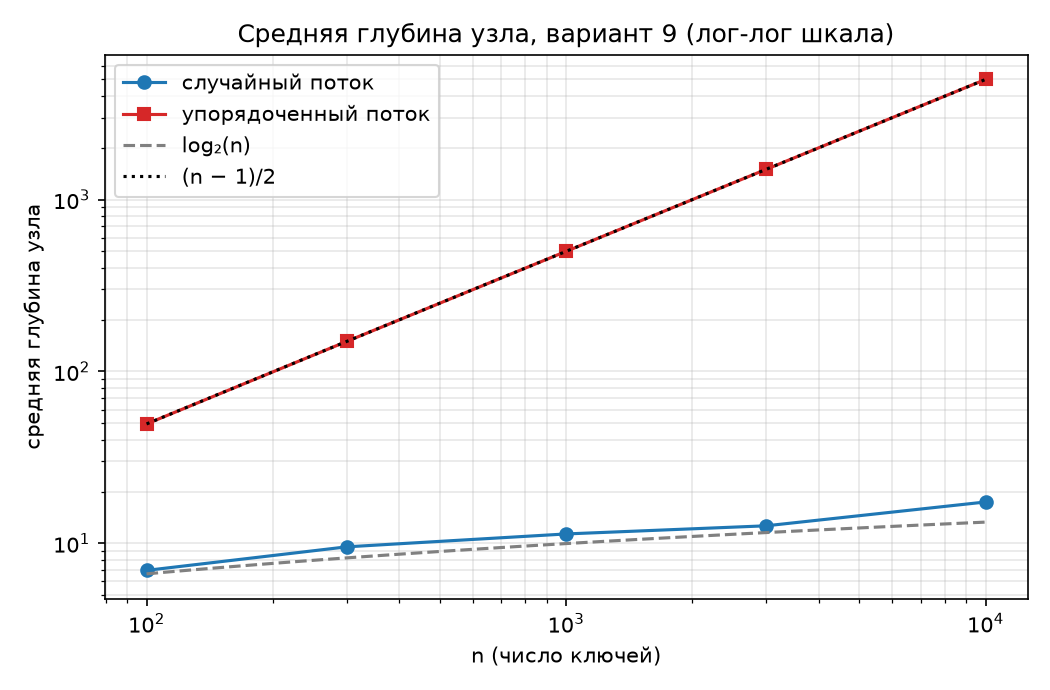 Средняя глубина узла, вариант 9 (лог-лог шкала)
случайный поток
упорядоченный поток
log₂(n)
(n − 1)/2
средняя глубина узла
10³
10²
10¹
10²
10³
10⁴
n (число ключей)